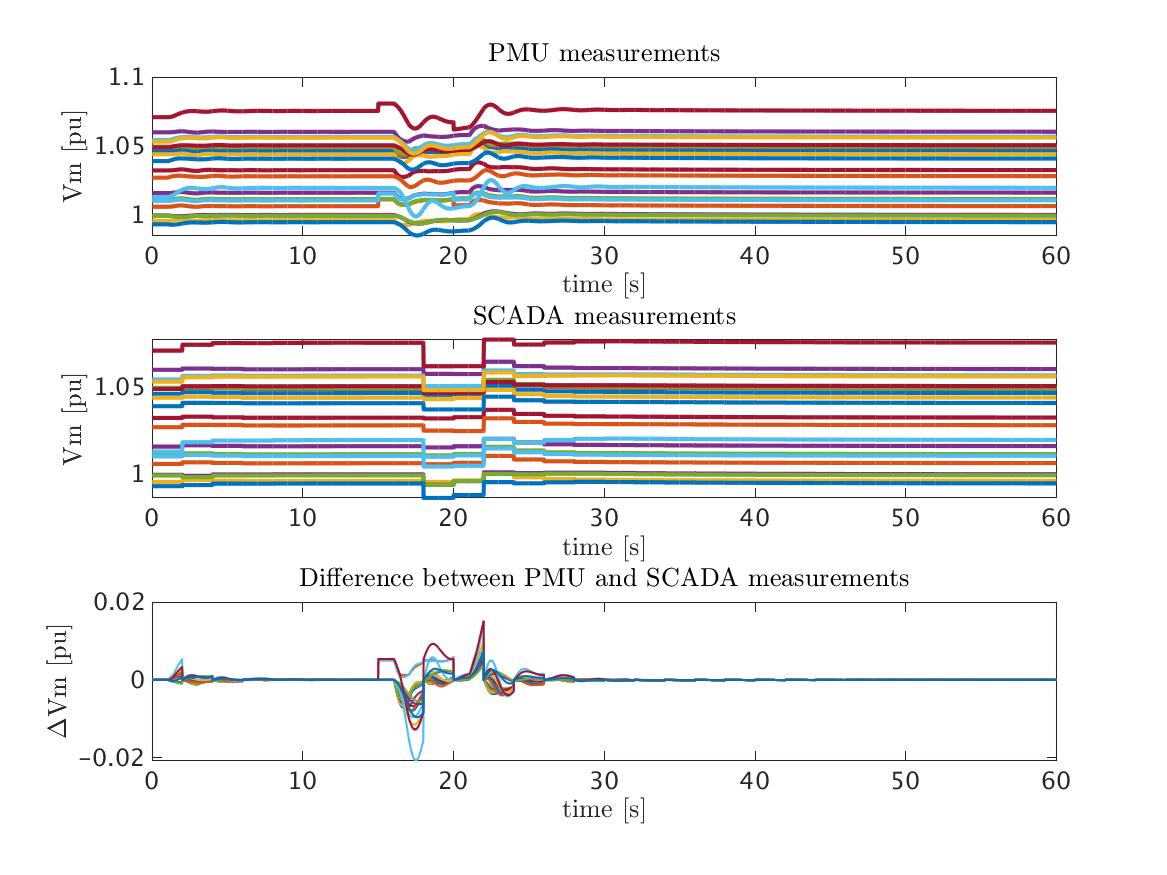 PMU measurements
1.1
1.05
1
Vm [pu]
0 10 20 30 40 50 60
time [s]
SCADA measurements
1.05
1
Vm [pu]
0 10 20 30 40 50 60
time [s]
Difference between PMU and SCADA measurements
0.02
0
-0.02
ΔVm [pu]
0 10 20 30 40 50 60
time [s]